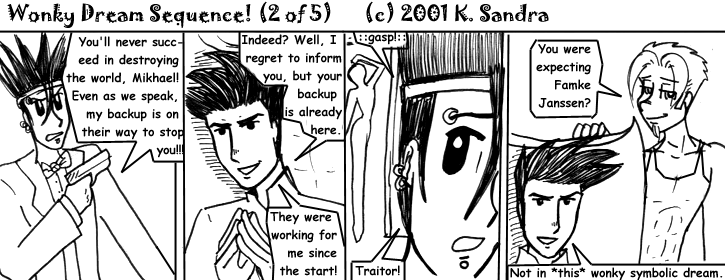 Wonky Dream Sequence! (2 of 5) (c) 2001 K. Sandra
You'll never succ-
eed in destroying
the world, Mikhael!
Even as we speak,
my backup is on
their way to stop
you!!!
Indeed? Well, I
regret to inform
you, but your
backup
is already
here.
They were
working for
me since
the start!
::gasp!::
Traitor!
You were
expecting
Famke
Janssen?
Not in *this* wonky symbolic dream.